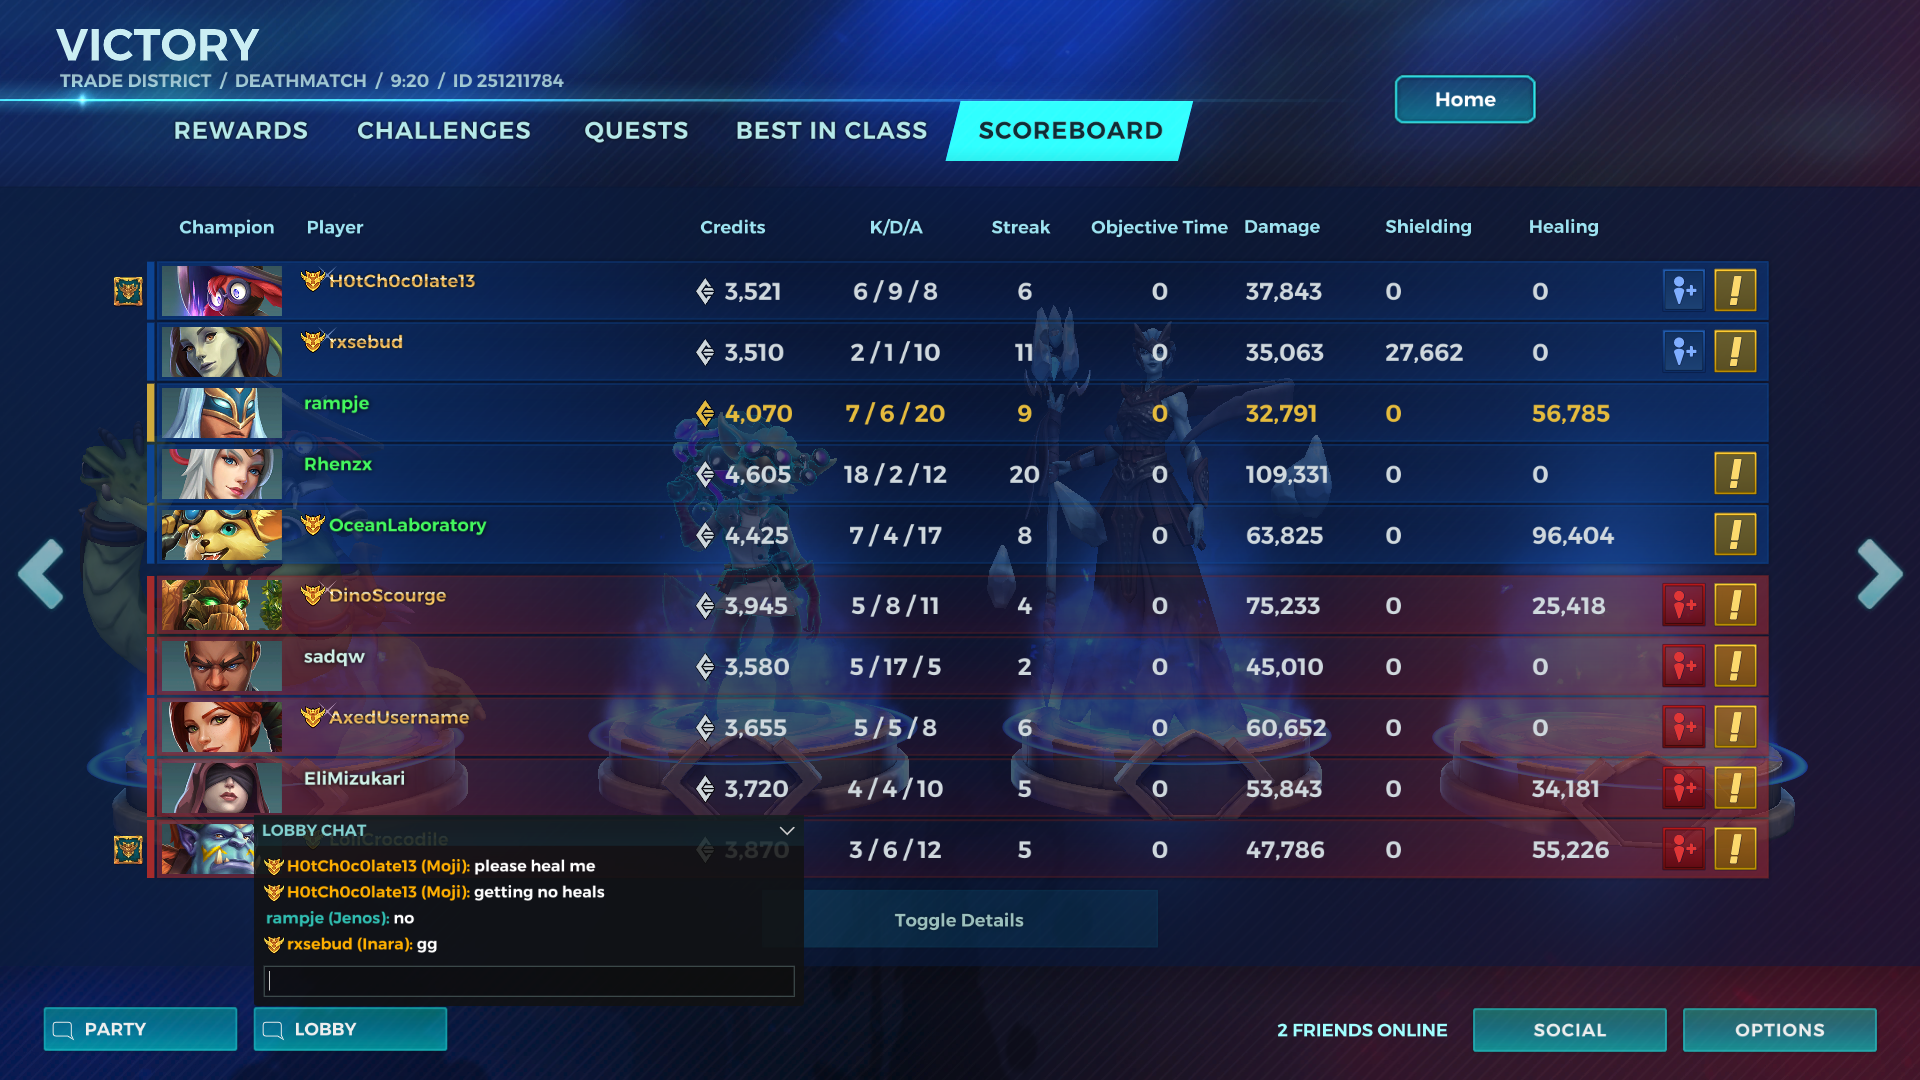 VICTORY
TRADE DISTRICT / DEATHMATCH / 9:20 / ID 251211784
Home
REWARDS CHALLENGES QUESTS BEST IN CLASS SCOREBOARD
Champion Player Credits K/D/A Streak Objective Time Damage Shielding Healing
H0tCh0c0late13 3,521 6 / 9 / 8 6 0 37,843 0 0
rxsebud 3,510 2 / 1 / 10 11 0 35,063 27,662 0
rampje 4,070 7 / 6 / 20 9 0 32,791 0 56,785
Rhenzx 4,605 18 / 2 / 12 20 0 109,331 0 0
OceanLaboratory 4,425 7 / 4 / 17 8 0 63,825 0 96,404
DinoScourge 3,945 5 / 8 / 11 4 0 75,233 0 25,418
sadqw 3,580 5 / 17 / 5 2 0 45,010 0 0
AxedUsername 3,655 5 / 5 / 8 6 0 60,652 0 0
EliMizukari 3,720 4 / 4 / 10 5 0 53,843 0 34,181
3,870 3 / 6 / 12 5 0 47,786 0 55,226
LOBBY CHAT
H0tCh0c0late13 (Moji): please heal me
H0tCh0c0late13 (Moji): getting no heals
rampje (Jenos): no
rxsebud (Inara): gg
Toggle Details
PARTY LOBBY 2 FRIENDS ONLINE SOCIAL OPTIONS